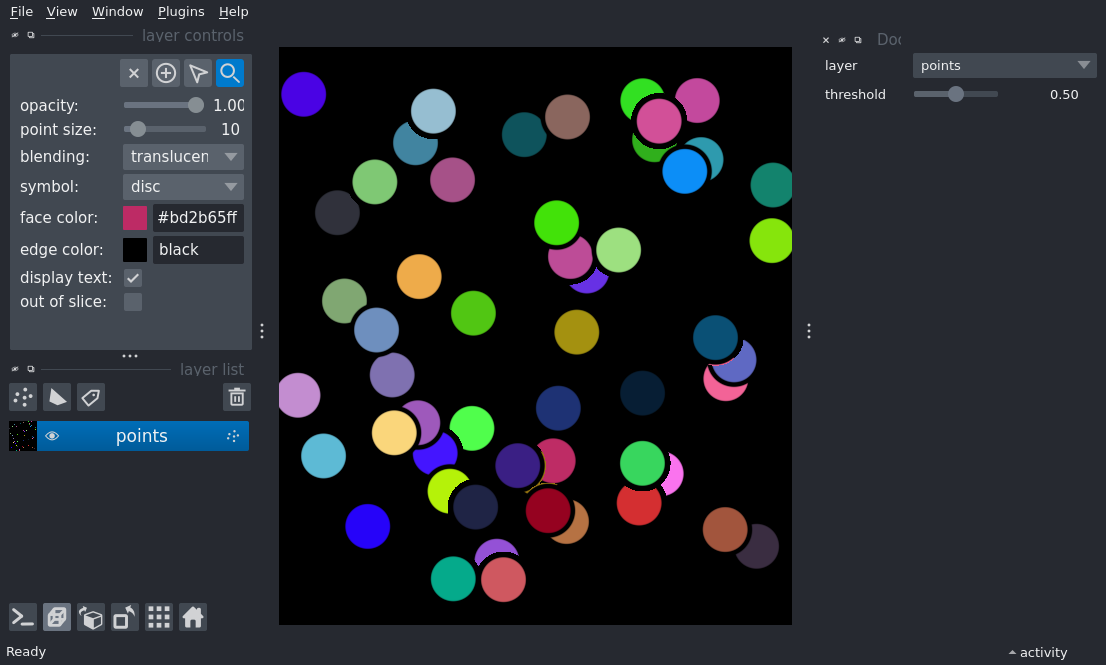 File View Window Plugins Help
layer controls
opacity: 1.00
point size: 10
blending: translucen
symbol: disc
face color: #bd2b65ff
edge color: black
display text:
out of slice:
layer list
points
Ready
Doc
layer points
threshold 0.50
activity